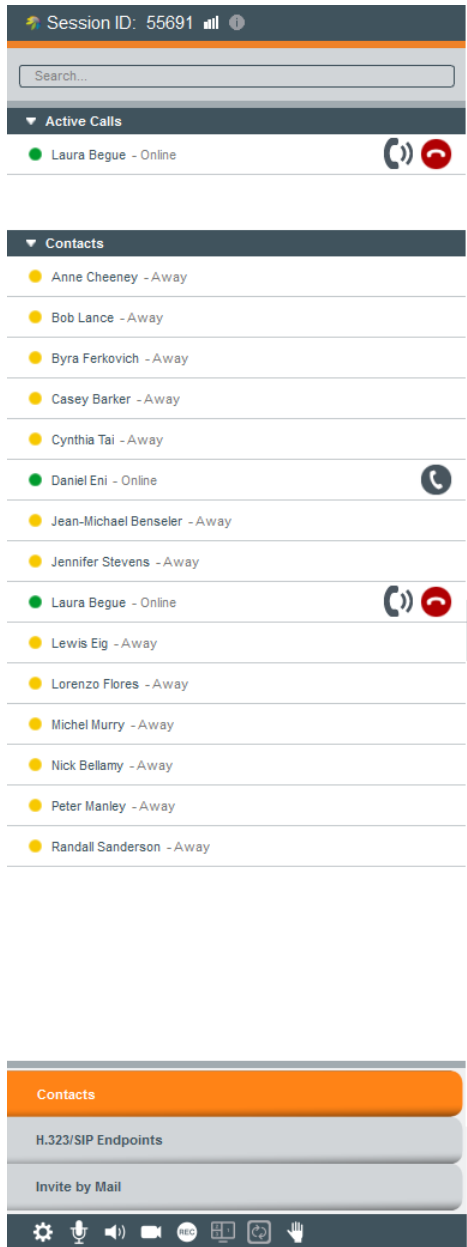 Session ID: 55691
Search...
Active Calls
Laura Begue - Online
Contacts
Anne Cheeney - Away
Bob Lance - Away
Byra Ferkovich - Away
Casey Barker - Away
Cynthia Tai - Away
Daniel Eni - Online
Jean-Michael Benseler - Away
Jennifer Stevens - Away
Laura Begue - Online
Lewis Eig - Away
Lorenzo Flores - Away
Michel Murry - Away
Nick Bellamy - Away
Peter Manley - Away
Randall Sanderson - Away
Contacts
H.323/SIP Endpoints
Invite by Mail
REC